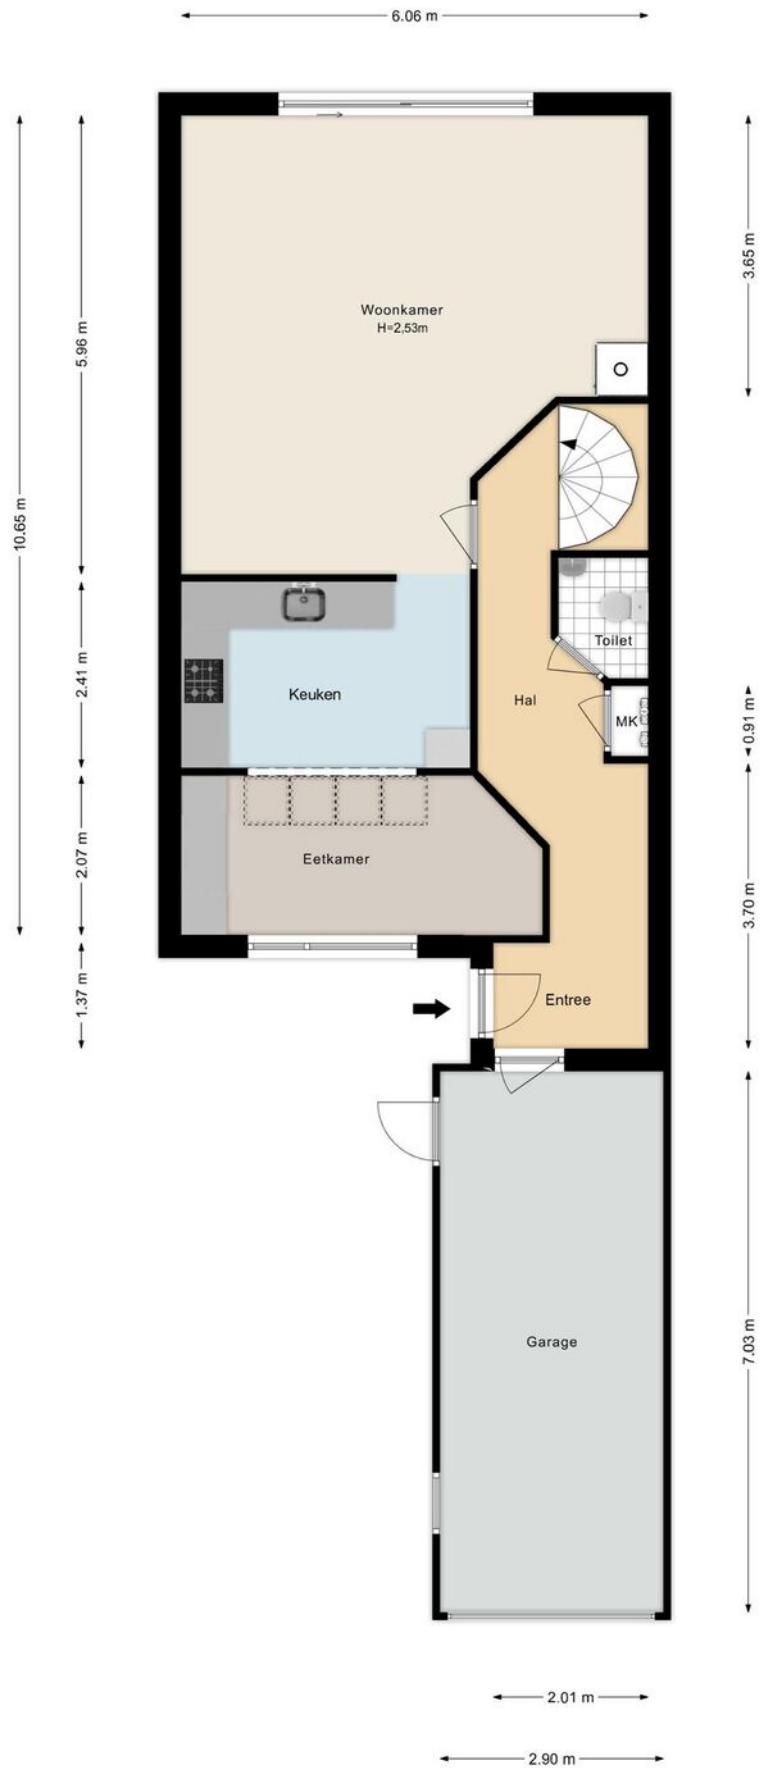 6.06 m
Woonkamer
H=2,53m
3.65 m
5.96 m
10.65 m
2.41 m
Keuken
Toilet
Hal
MK
0.91 m
2.07 m
Eetkamer
3.70 m
1.37 m
Entree
Garage
7.03 m
2.01 m
2.90 m